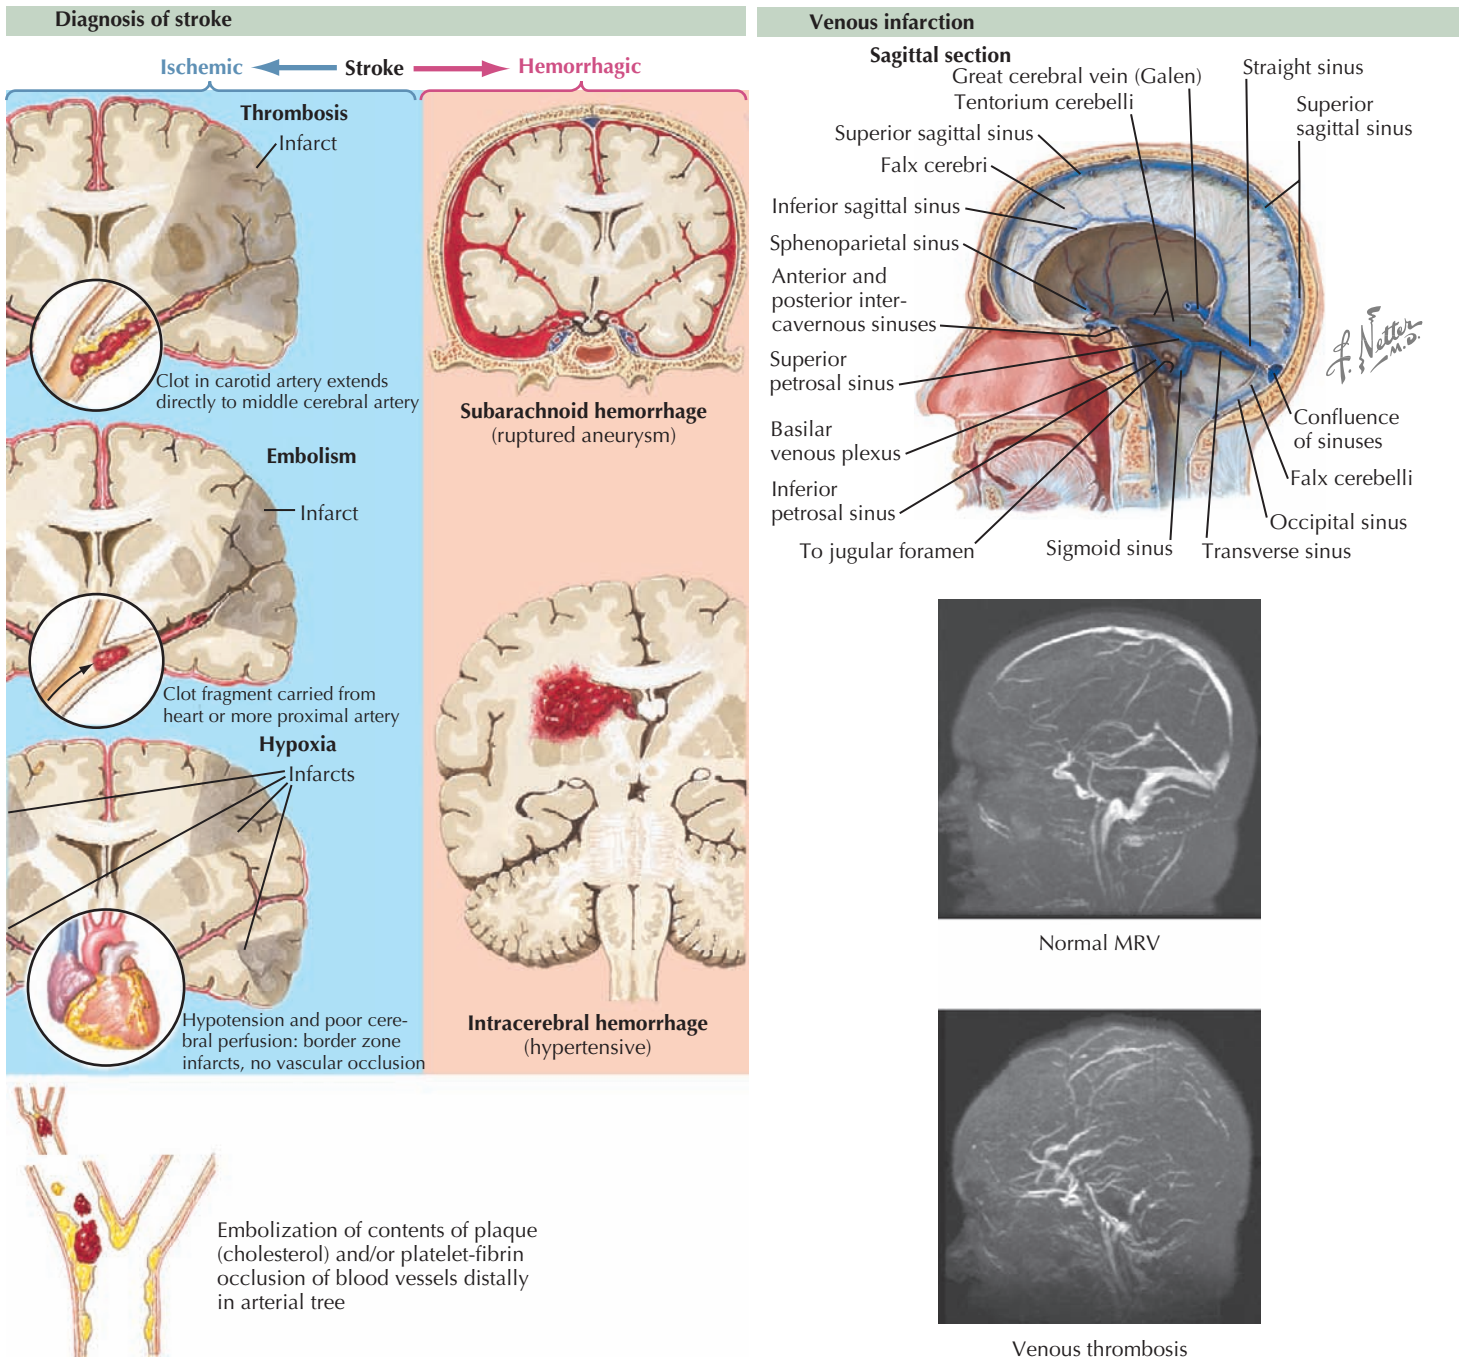 Diagnosis of stroke
Ischemic
Stroke
Hemorrhagic
Thrombosis
Infarct
Clot in carotid artery extends
directly to middle cerebral artery
Embolism
Infarct
Clot fragment carried from
heart or more proximal artery
Hypoxia
Infarcts
Hypotension and poor cere-
bral perfusion: border zone
infarcts, no vascular occlusion
Subarachnoid hemorrhage
(ruptured aneurysm)
Intracerebral hemorrhage
(hypertensive)
Embolization of contents of plaque
(cholesterol) and/or platelet-fibrin
occlusion of blood vessels distally
in arterial tree
Venous infarction
Sagittal section
Great cerebral vein (Galen)
Tentorium cerebelli
Superior sagittal sinus
Falx cerebri
Inferior sagittal sinus
Sphenoparietal sinus
Anterior and
posterior inter-
cavernous sinuses
Superior
petrosal sinus
Basilar
venous plexus
Inferior
petrosal sinus
To jugular foramen
Straight sinus
Superior
sagittal sinus
F. Netter
M.D.
Confluence
of sinuses
Falx cerebelli
Occipital sinus
Sigmoid sinus
Transverse sinus
Normal MRV
Venous thrombosis